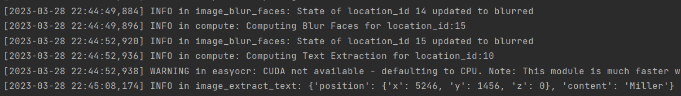 [2023-03-28 22:44:49,884] INFO in image_blur_faces: State of location_id 14 updated to blurred
[2023-03-28 22:44:49,896] INFO in compute: Computing Blur Faces for location_id:15
[2023-03-28 22:44:52,920] INFO in image_blur_faces: State of location_id 15 updated to blurred
[2023-03-28 22:44:52,936] INFO in compute: Computing Text Extraction for location_id:10
[2023-03-28 22:44:52,938] WARNING in easyocr: CUDA not available - defaulting to CPU. Note: This module is much faster w
[2023-03-28 22:45:08,174] INFO in image_extract_text: {'position': {'x': 5246, 'y': 1456, 'z': 0}, 'content': 'Miller'}